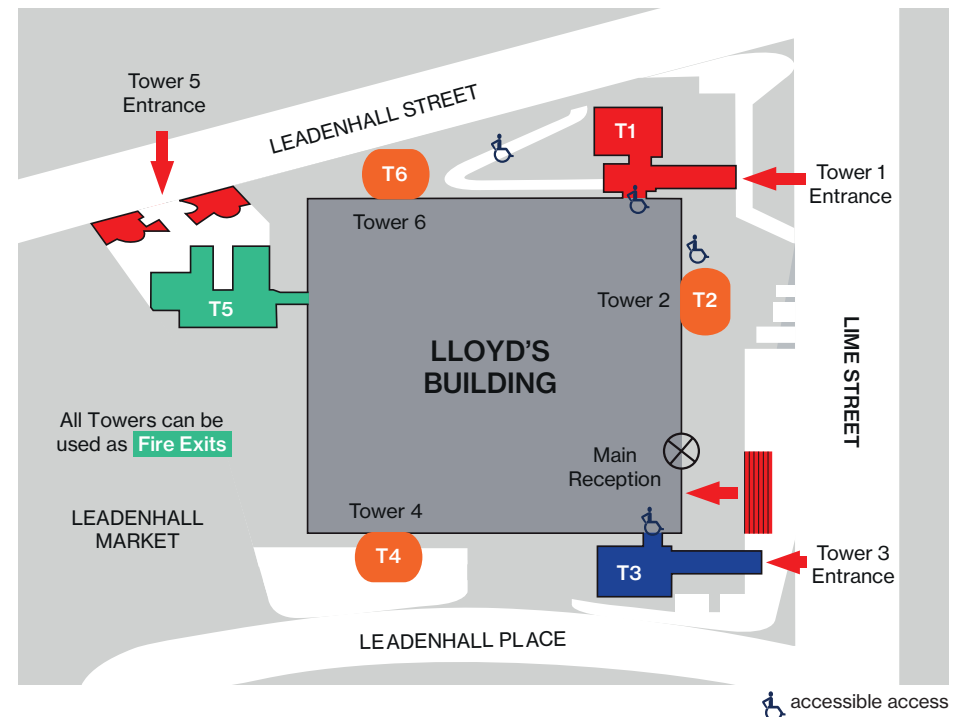 Tower 5
Entrance
LEADENHALL STREET
T1
Tower 1
Entrance
T6
Tower 6
T5
Tower 2
T2
LLOYD'S
BUILDING
LIME STREET
All Towers can be
used as Fire Exits
Main
Reception
LEADENHALL
MARKET
Tower 4
T4
T3
Tower 3
Entrance
LEADENHALL PLACE
accessible access